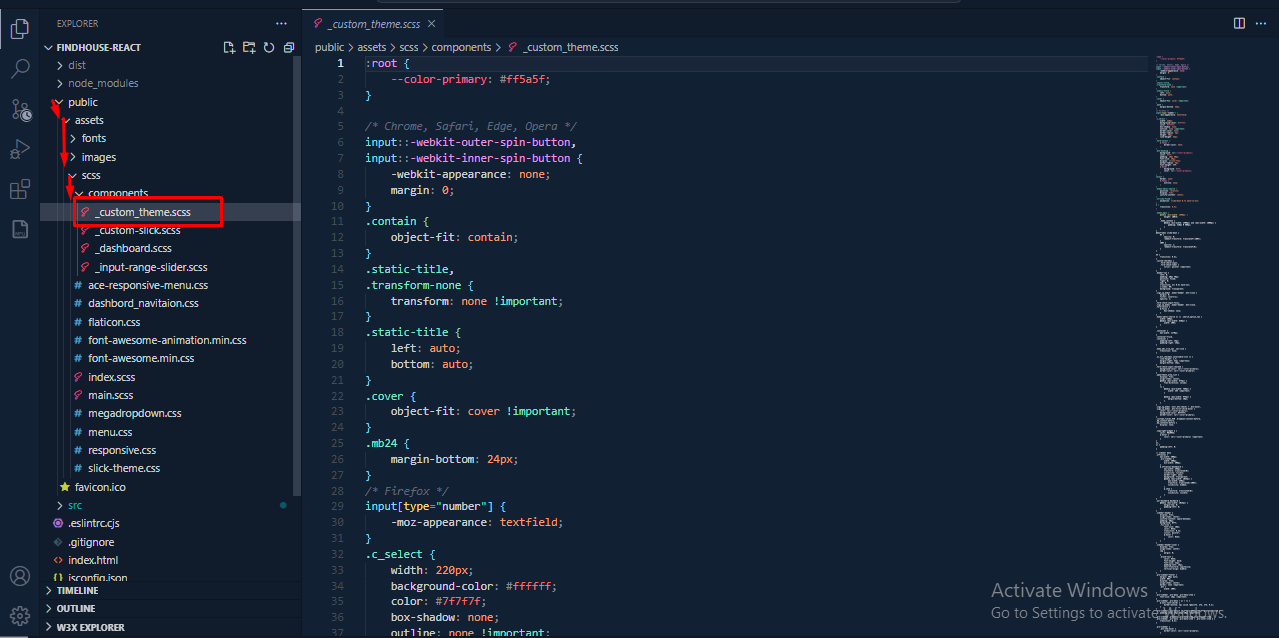 EXPLORER
FINDHOUSE-REACT
dist
node_modules
public
assets
fonts
images
scss
components
_custom_theme.scss
_custom-slick.scss
_dashboard.scss
_input-range-slider.scss
ace-responsive-menu.css
dashbord_navitaion.css
flaticon.css
font-awesome-animation.min.css
font-awesome.min.css
index.scss
main.scss
megadropdown.css
menu.css
responsive.css
slick-theme.css
favicon.ico
src
.eslintrc.cjs
.gitignore
index.html
jsconfig.json
TIMELINE
OUTLINE
W3X EXPLORER
_custom_theme.scss
public > assets > scss > components > _custom_theme.scss
1 :root {
2 --color-primary: #ff5a5f;
3 }
4
5 /* Chrome, Safari, Edge, Opera */
6 input::-webkit-outer-spin-button,
7 input::-webkit-inner-spin-button {
8 -webkit-appearance: none;
9 margin: 0;
10 }
11 .contain {
12 object-fit: contain;
13 }
14 .static-title,
15 .transform-none {
16 transform: none !important;
17 }
18 .static-title {
19 left: auto;
20 bottom: auto;
21 }
22 .cover {
23 object-fit: cover !important;
24 }
25 .mb24 {
26 margin-bottom: 24px;
27 }
28 /* Firefox */
29 input[type="number"] {
30 -moz-appearance: textfield;
31 }
32 .c_select {
33 width: 220px;
34 background-color: #ffffff;
35 color: #7f7f7f;
36 box-shadow: none;
37 outline: none !important;
Activate Windows
Go to Settings to activate Windows.